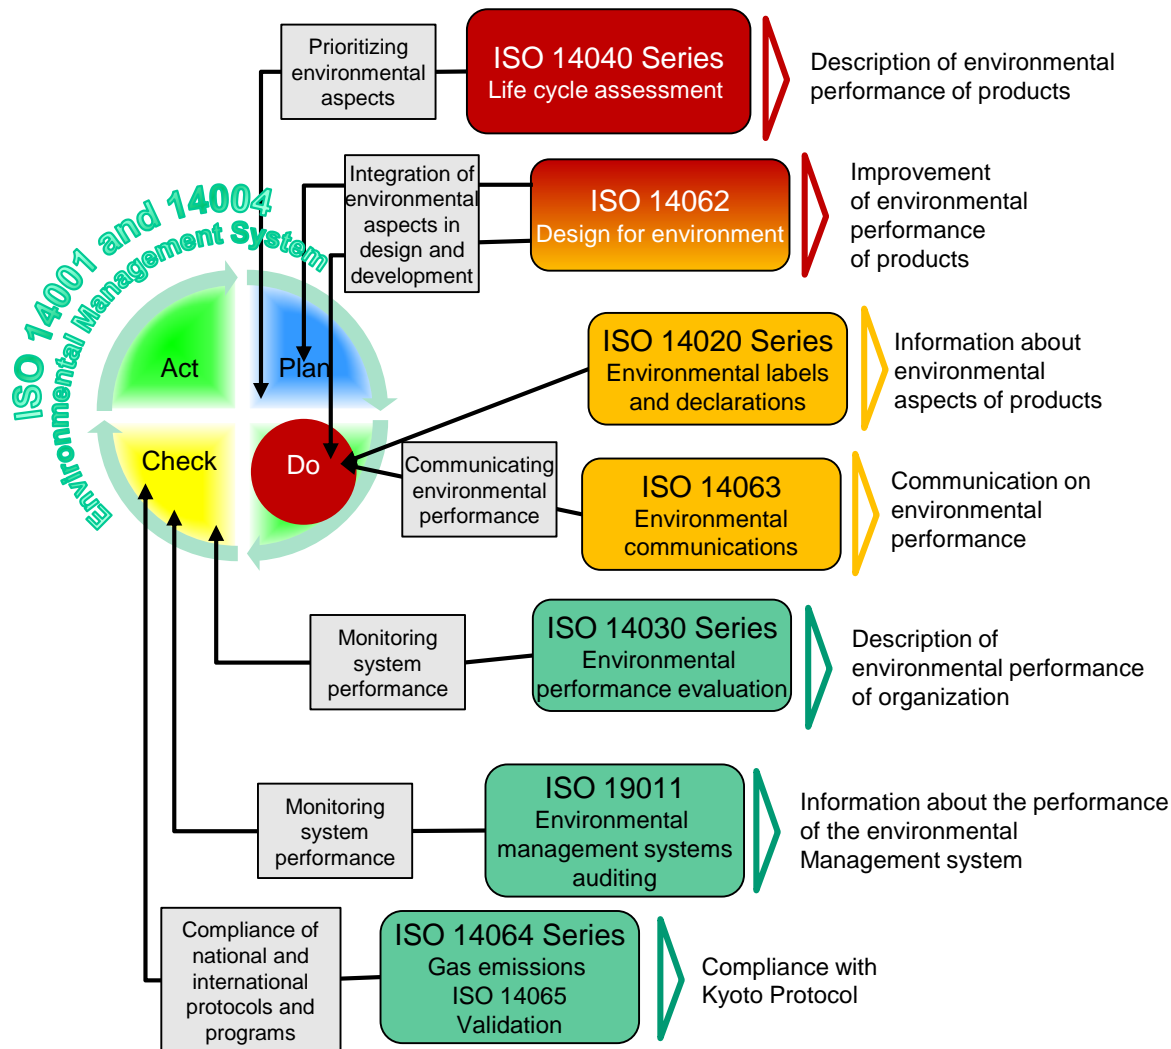 Prioritizing
environmental
aspects
ISO 14040 Series
Life cycle assessment
Description of environmental
performance of products
Integration of
environmental
aspects in
design and
development
ISO 14062
Design for environment
Improvement
of environmental
performance
of products
ISO 14001 and 14004
Environmental Management System
Act
Plan
Check
Do
ISO 14020 Series
Environmental labels
and declarations
Information about
environmental
aspects of products
Communicating
environmental
performance
ISO 14063
Environmental
communications
Communication on
environmental
performance
Monitoring
system
performance
ISO 14030 Series
Environmental
performance evaluation
Description of
environmental performance
of organization
Monitoring
system
performance
ISO 19011
Environmental
management systems
auditing
Information about the performance
of the environmental
Management system
Compliance of
national and
international
protocols and
programs
ISO 14064 Series
Gas emissions
ISO 14065
Validation
Compliance with
Kyoto Protocol